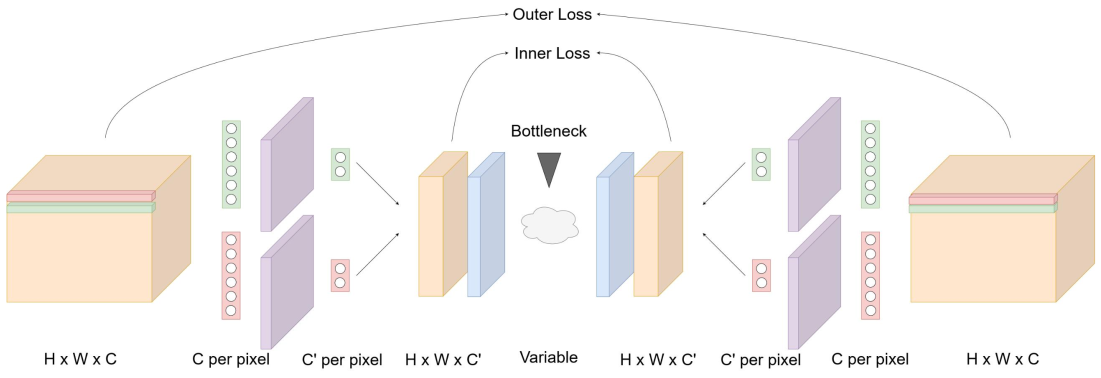 Outer Loss
Inner Loss
Bottleneck
H x W x C
C per pixel
C' per pixel
H x W x C'
Variable
H x W x C'
C' per pixel
C per pixel
H x W x C